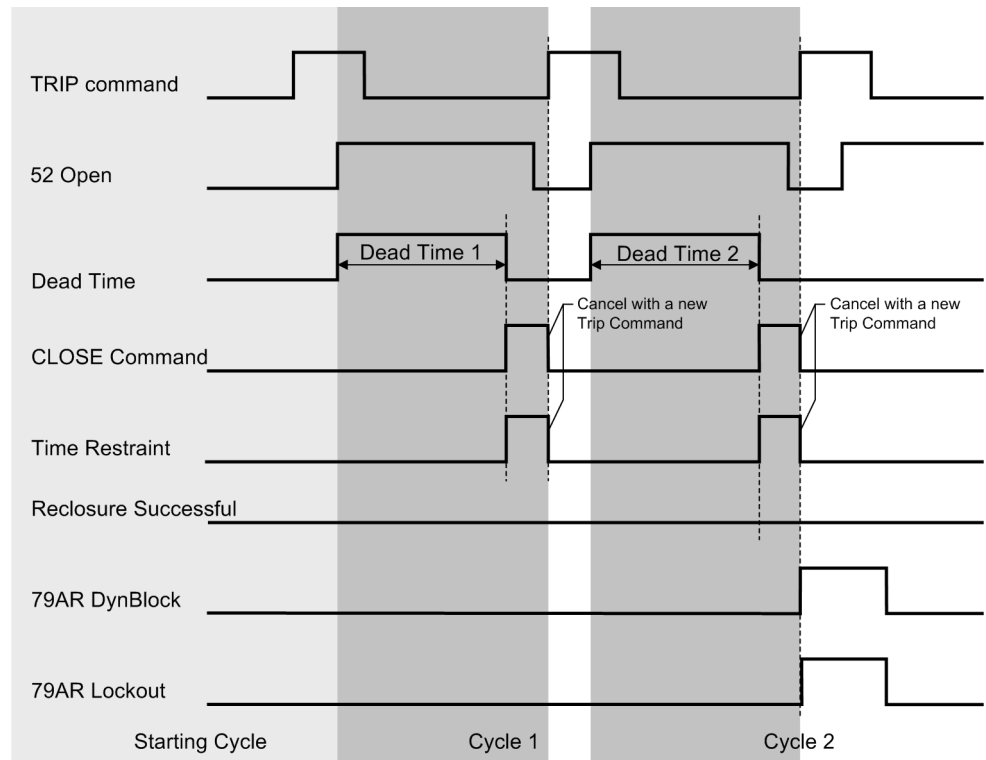 TRIP command
52 Open
Dead Time 1
Dead Time 2
Dead Time
Cancel with a new
Trip Command
Cancel with a new
Trip Command
CLOSE Command
Time Restraint
Reclosure Successful
79AR DynBlock
79AR Lockout
Starting Cycle
Cycle 1
Cycle 2